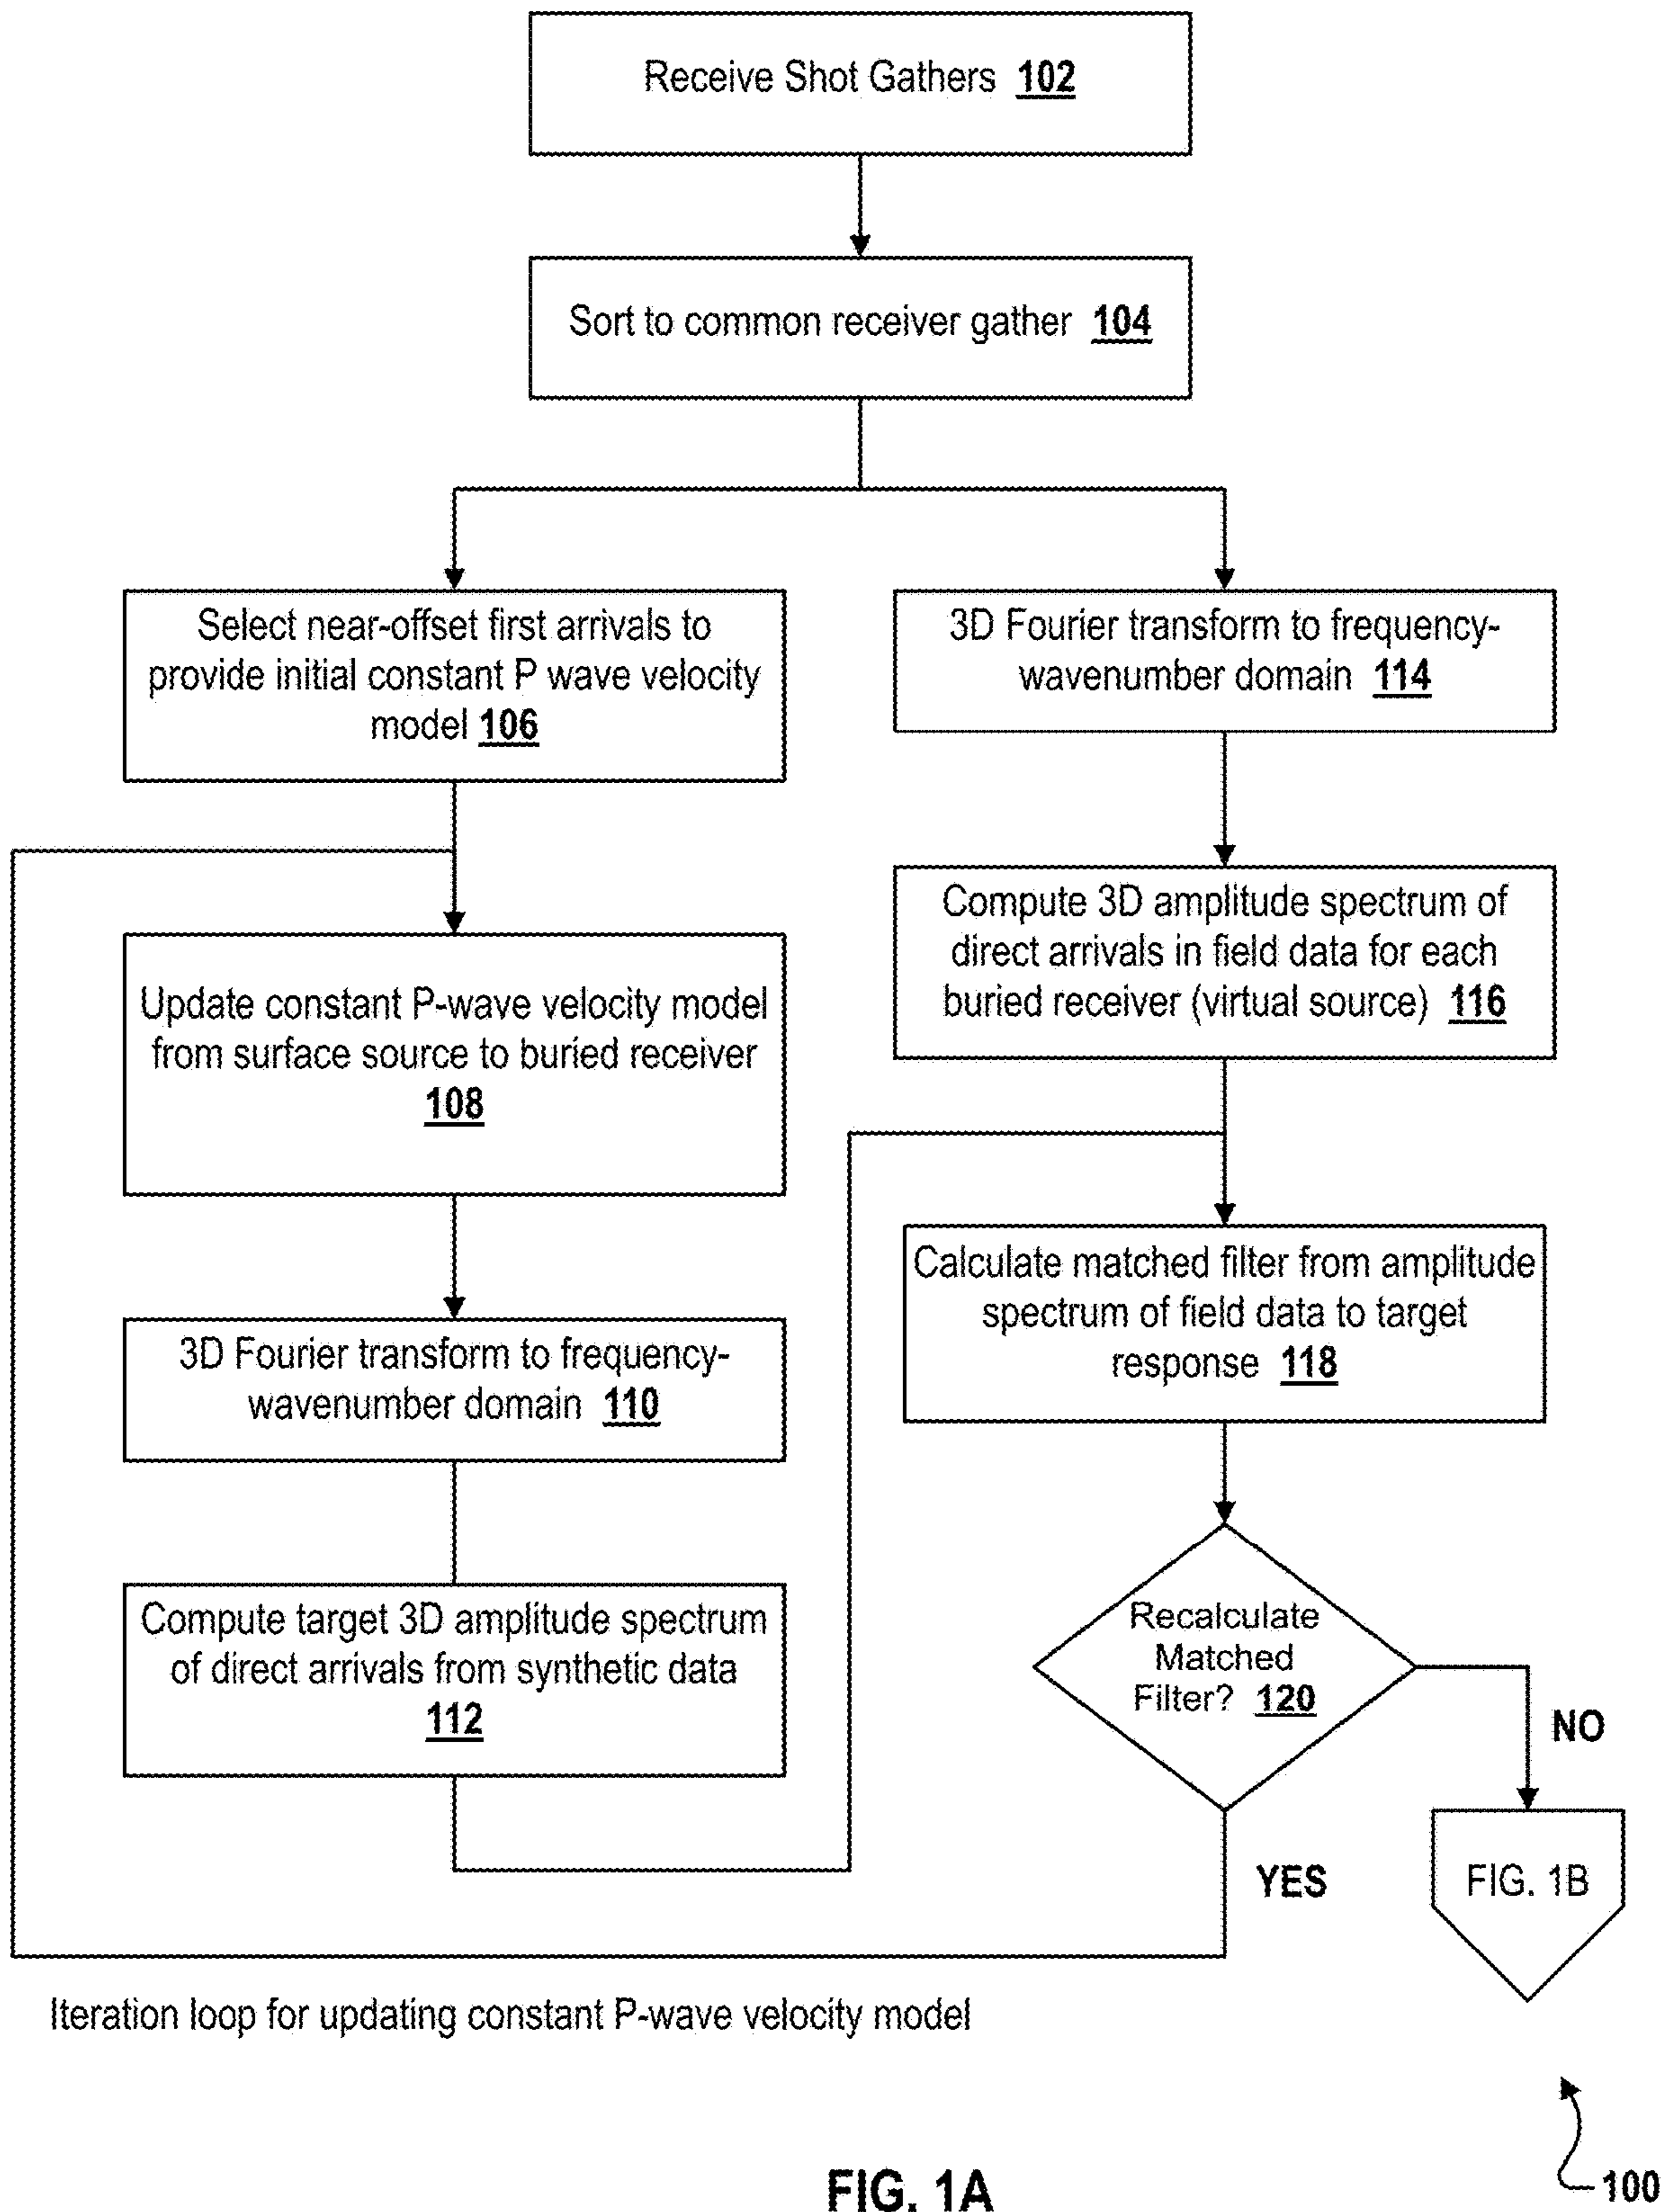 Receive Shot Gathers 102
Sort to common receiver gather 104
Select near-offset first arrivals to
provide initial constant P wave velocity
model 106
Update constant P-wave velocity model
from surface source to buried receiver
108
3D Fourier transform to frequency-
wavenumber domain 110
Compute target 3D amplitude spectrum
of direct arrivals from synthetic data
112
3D Fourier transform to frequency-
wavenumber domain 114
Compute 3D amplitude spectrum of
direct arrivals in field data for each
buried receiver (virtual source) 116
Calculate matched filter from amplitude
spectrum of field data to target
response 118
Recalculate
Matched
Filter? 120
NO
YES
FIG. 1B
Iteration loop for updating constant P-wave velocity model
100
FIG. 1A